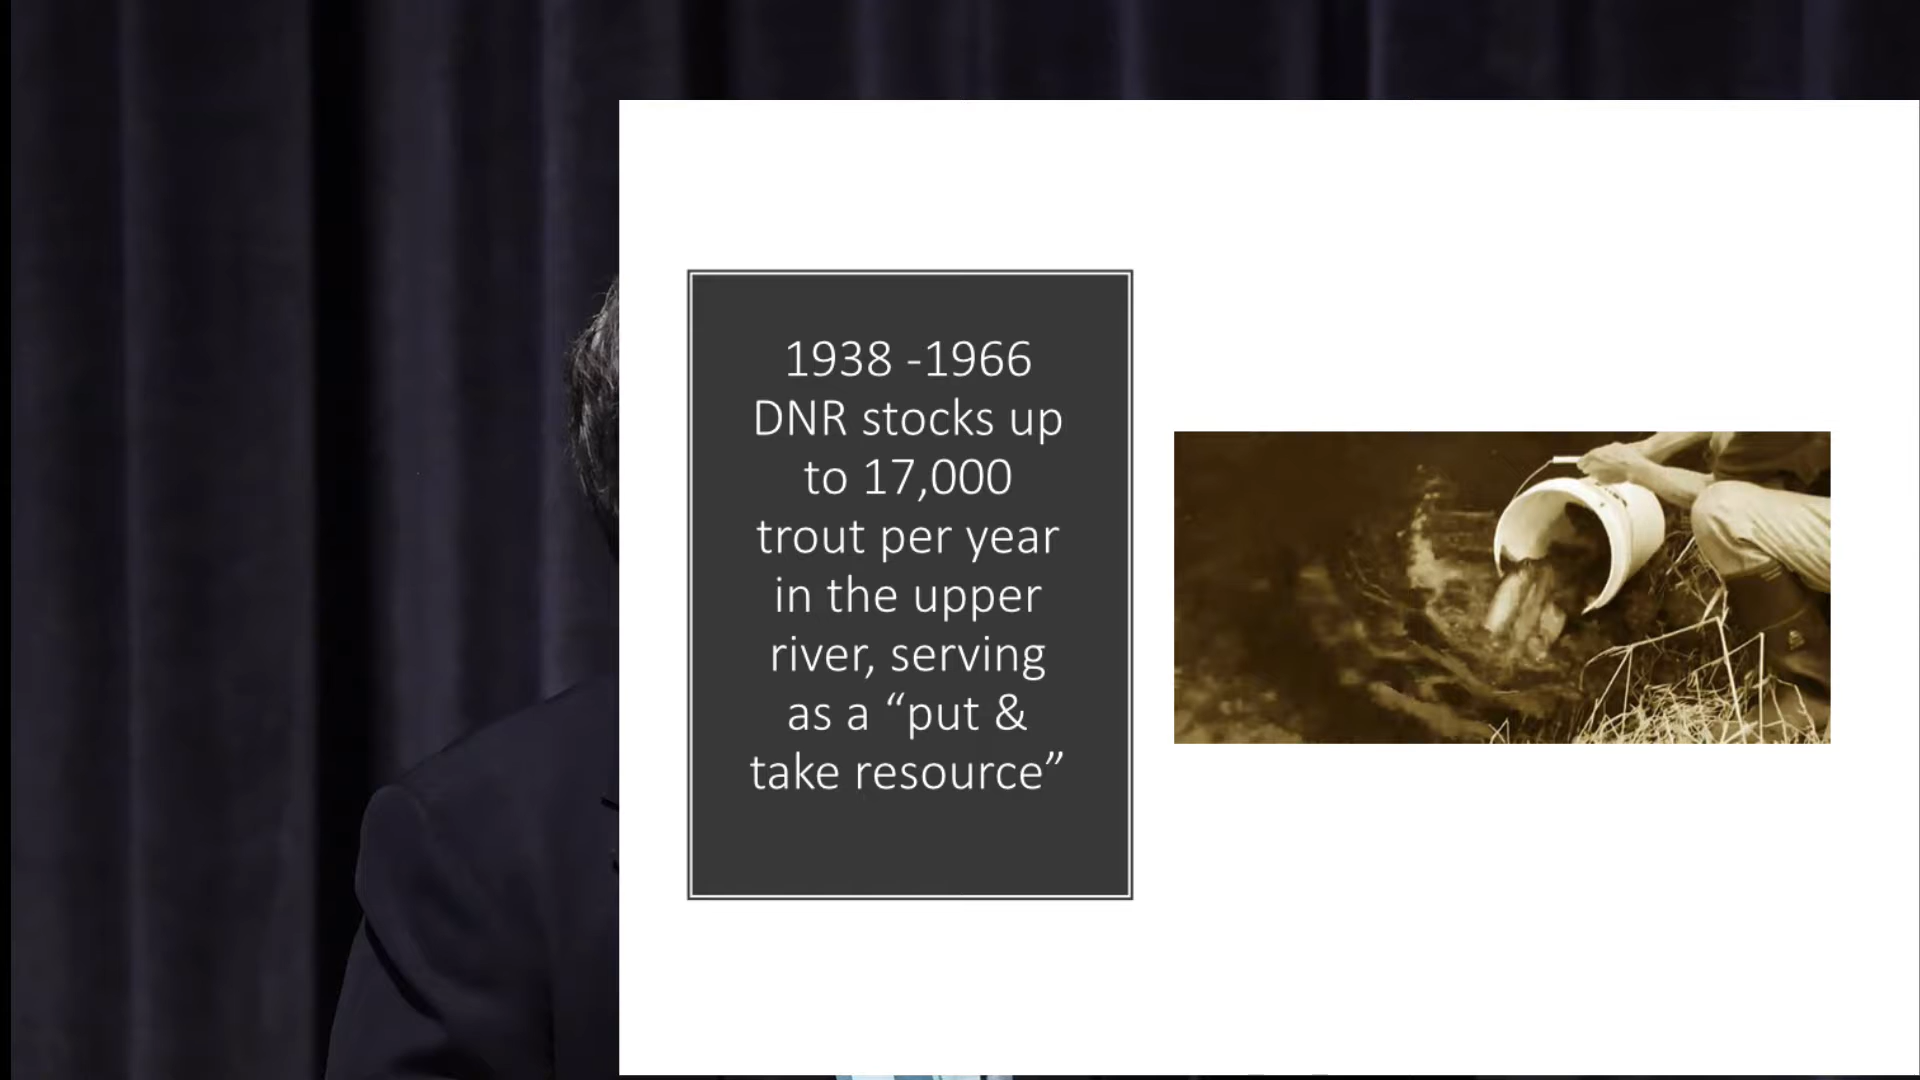 1938 -1966
DNR stocks up
to 17,000
trout per year
in the upper
river, serving
as a “put &
take resource”